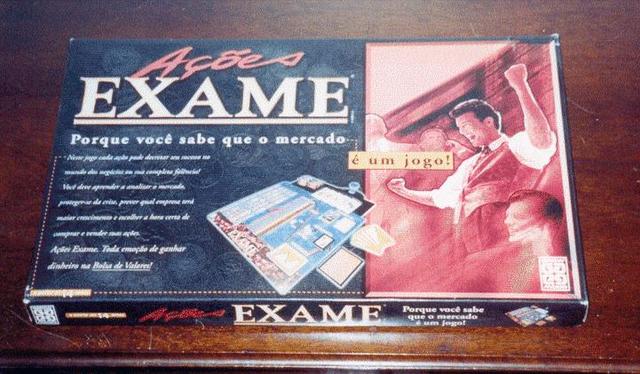 Ações
EXAME
Porque você sabe que o mercado
é um jogo!
Neste jogo cada ação pode decretar seu sucesso no
mundo dos negócios ou sua completa falência!
Você deve aprender a analizar o mercado,
proteger-se da crise, prever qual empresa terá
maior crescimento e escolher a hora certa de
comprar e vender suas ações.
Ações Exame. Toda emoção de ganhar
dinheiro na Bolsa de Valores!
GROW
Ações
EXAME
Porque você sabe
que o mercado
é um jogo!